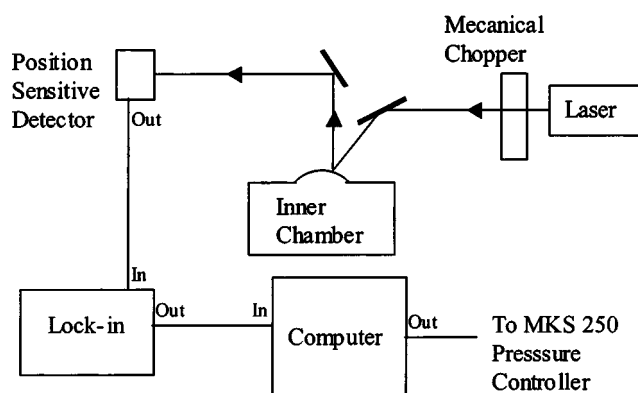 Mecanical
Chopper
Position
Sensitive
Detector
Laser
Out
Inner
Chamber
In
Lock-in
Out
In
Computer
Out
To MKS 250
Presssure
Controller